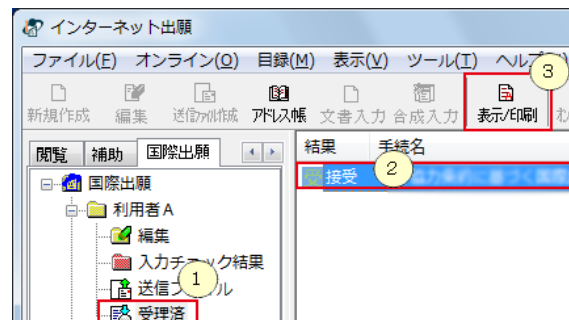 インターネット出願
ファイル(F) オンライン(O) 目録(M) 表示(V) ツール(T) ヘルプ
3
新規作成 編集 送信ファイル作成 アドレス帳 文書入力 合成入力 表示/印刷
閲覧 補助 国際出願
結果 手続名
接受 2
国際出願
利用者A
編集
入力チェック結果
送信ファイル
1
受理済